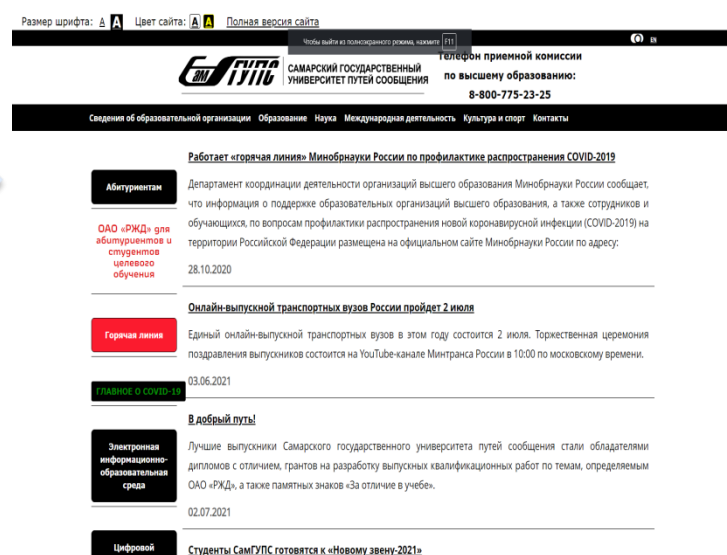 Размер шрифта: А А Цвет сайта: А А Полная версия сайта
Чтобы выйти из полноэкранного режима, нажмите F11
EN
САМ ГУПС
САМАРСКИЙ ГОСУДАРСТВЕННЫЙ
УНИВЕРСИТЕТ ПУТЕЙ СООБЩЕНИЯ
Телефон приемной комиссии
по высшему образованию:
8-800-775-23-25
Сведения об образовательной организации Образование Наука Международная деятельность Культура и спорт Контакты
Абитуриентам
ОАО «РЖД» для
абитуриентов и
студентов
целевого
обучения
Горячая линия
ГЛАВНОЕ О COVID-19
Электронная
информационно-
образовательная
среда
Цифровой
Работает «горячая линия» Минобрнауки России по профилактике распространения COVID-2019
Департамент координации деятельности организаций высшего образования Минобрнауки России сообщает,
что информация о поддержке образовательных организаций высшего образования, а также сотрудников и
обучающихся, по вопросам профилактики распространения новой коронавирусной инфекции (COVID-2019) на
территории Российской Федерации размещена на официальном сайте Минобрнауки России по адресу:
28.10.2020
Онлайн-выпускной транспортных вузов России пройдет 2 июля
Единый онлайн-выпускной транспортных вузов в этом году состоится 2 июля. Торжественная церемония
поздравления выпускников состоится на YouTube-канале Минтранса России в 10:00 по московскому времени.
03.06.2021
В добрый путь!
Лучшие выпускники Самарского государственного университета путей сообщения стали обладателями
дипломов с отличием, грантов на разработку выпускных квалификационных работ по темам, определяемым
ОАО «РЖД», а также памятных знаков «За отличие в учебе».
02.07.2021
Студенты СамГУПС готовятся к «Новому звену-2021»